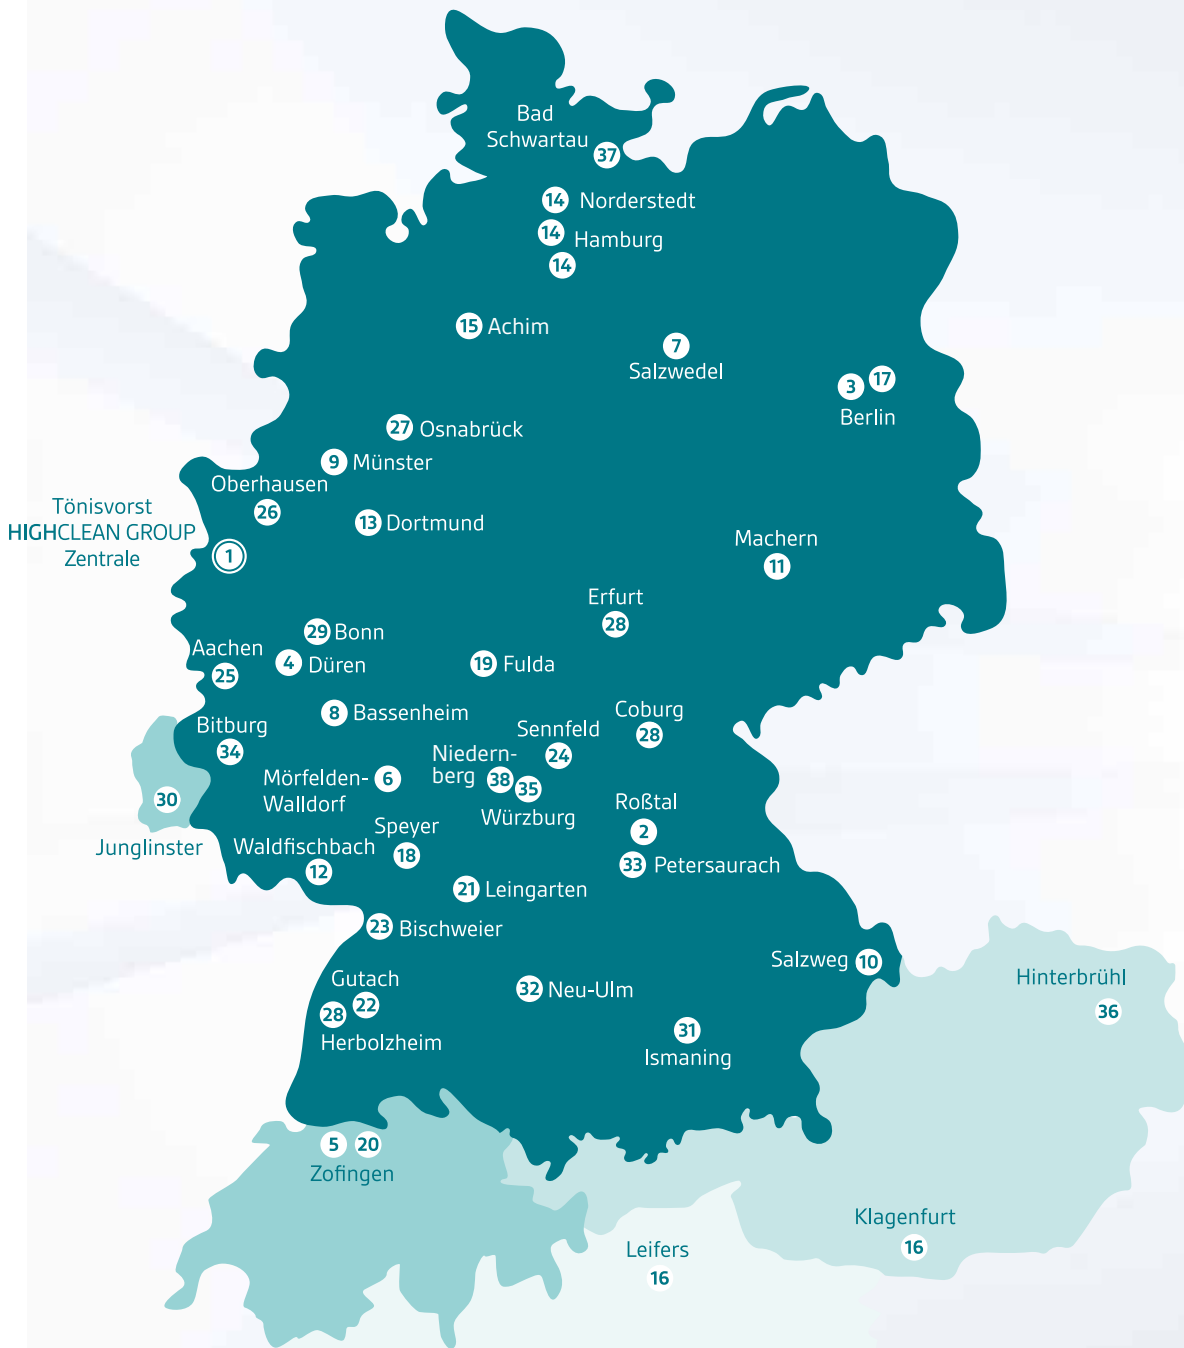 Bad
Schwartau
37
14 Norderstedt
14
Hamburg
14
15 Achim
7
Salzwedel
3 17
Berlin
27 Osnabrück
9 Münster
Oberhausen
26
Tönisvorst
HIGHCLEAN GROUP
Zentrale
1
13 Dortmund
Machern
11
Erfurt
28
29 Bonn
Aachen
25
4 Düren
19 Fulda
8 Bassenheim
Bitburg
34
Coburg
28
Sennfeld
24
Niedern-
berg 38
35
Würzburg
Mörfelden-
Walldorf
6
30
Junglinster
Roßtal
2
Speyer
18
Waldfischbach
12
33 Petersaurach
21 Leingarten
23 Bischweier
Salzweg 10
Gutach
22
28
Herbolzheim
32 Neu-Ulm
Hinterbrühl
36
31
Ismaning
5 20
Zofingen
Klagenfurt
16
Leifers
16